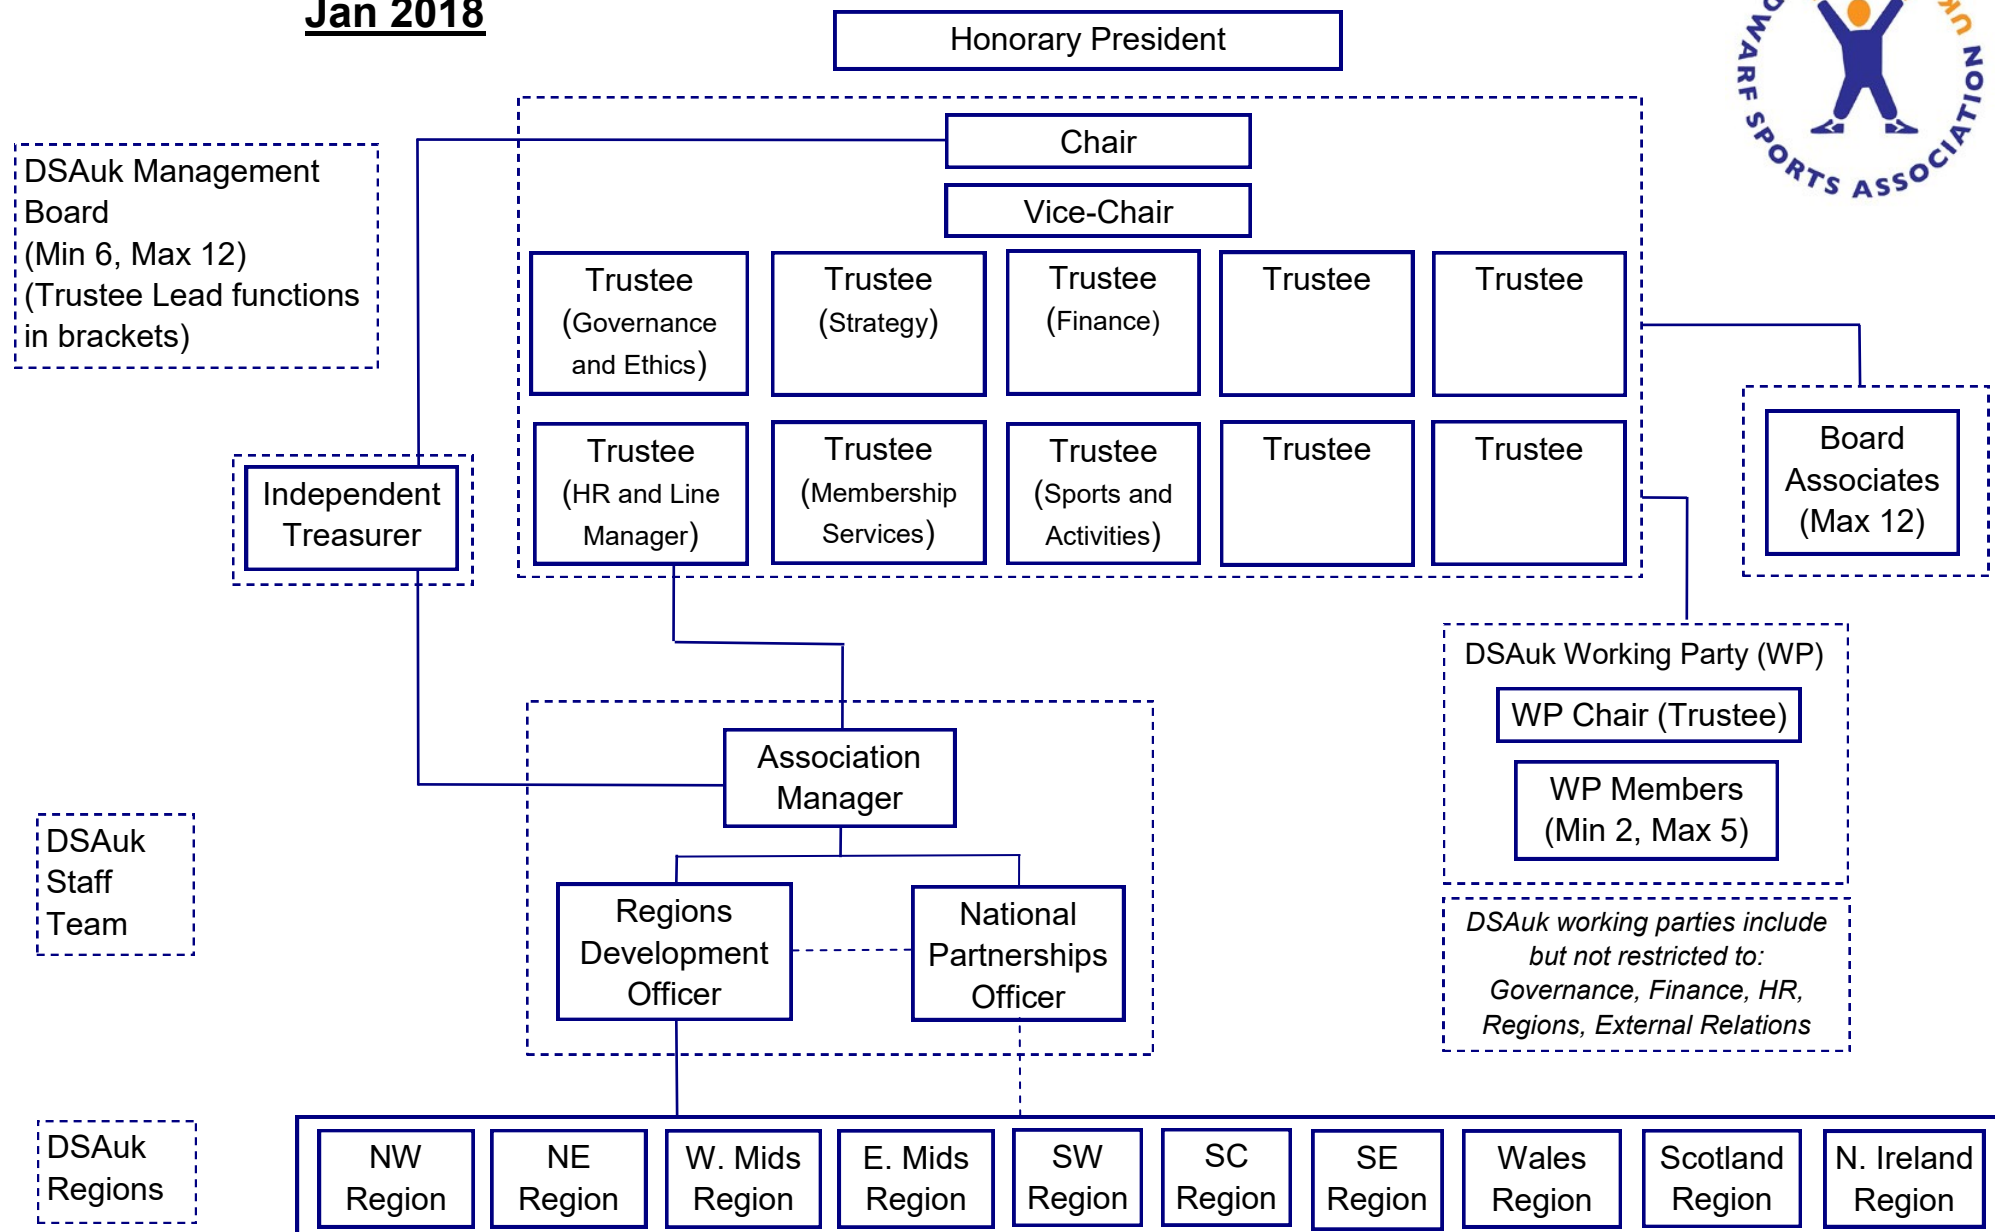 Jan 2018
Honorary President
DWARF SPORTS ASSOCIATION UK
Chair
Vice-Chair
DSAuk Management
Board
(Min 6, Max 12)
(Trustee Lead functions
in brackets)
Trustee
(Governance
and Ethics)
Trustee
(Strategy)
Trustee
(Finance)
Trustee
Trustee
Trustee
(HR and Line
Manager)
Trustee
(Membership
Services)
Trustee
(Sports and
Activities)
Trustee
Trustee
Board
Associates
(Max 12)
Independent
Treasurer
DSAuk Working Party (WP)
WP Chair (Trustee)
WP Members
(Min 2, Max 5)
DSAuk working parties include
but not restricted to:
Governance, Finance, HR,
Regions, External Relations
Association
Manager
DSAuk
Staff
Team
Regions
Development
Officer
National
Partnerships
Officer
DSAuk
Regions
NW
Region
NE
Region
W. Mids
Region
E. Mids
Region
SW
Region
SC
Region
SE
Region
Wales
Region
Scotland
Region
N. Ireland
Region